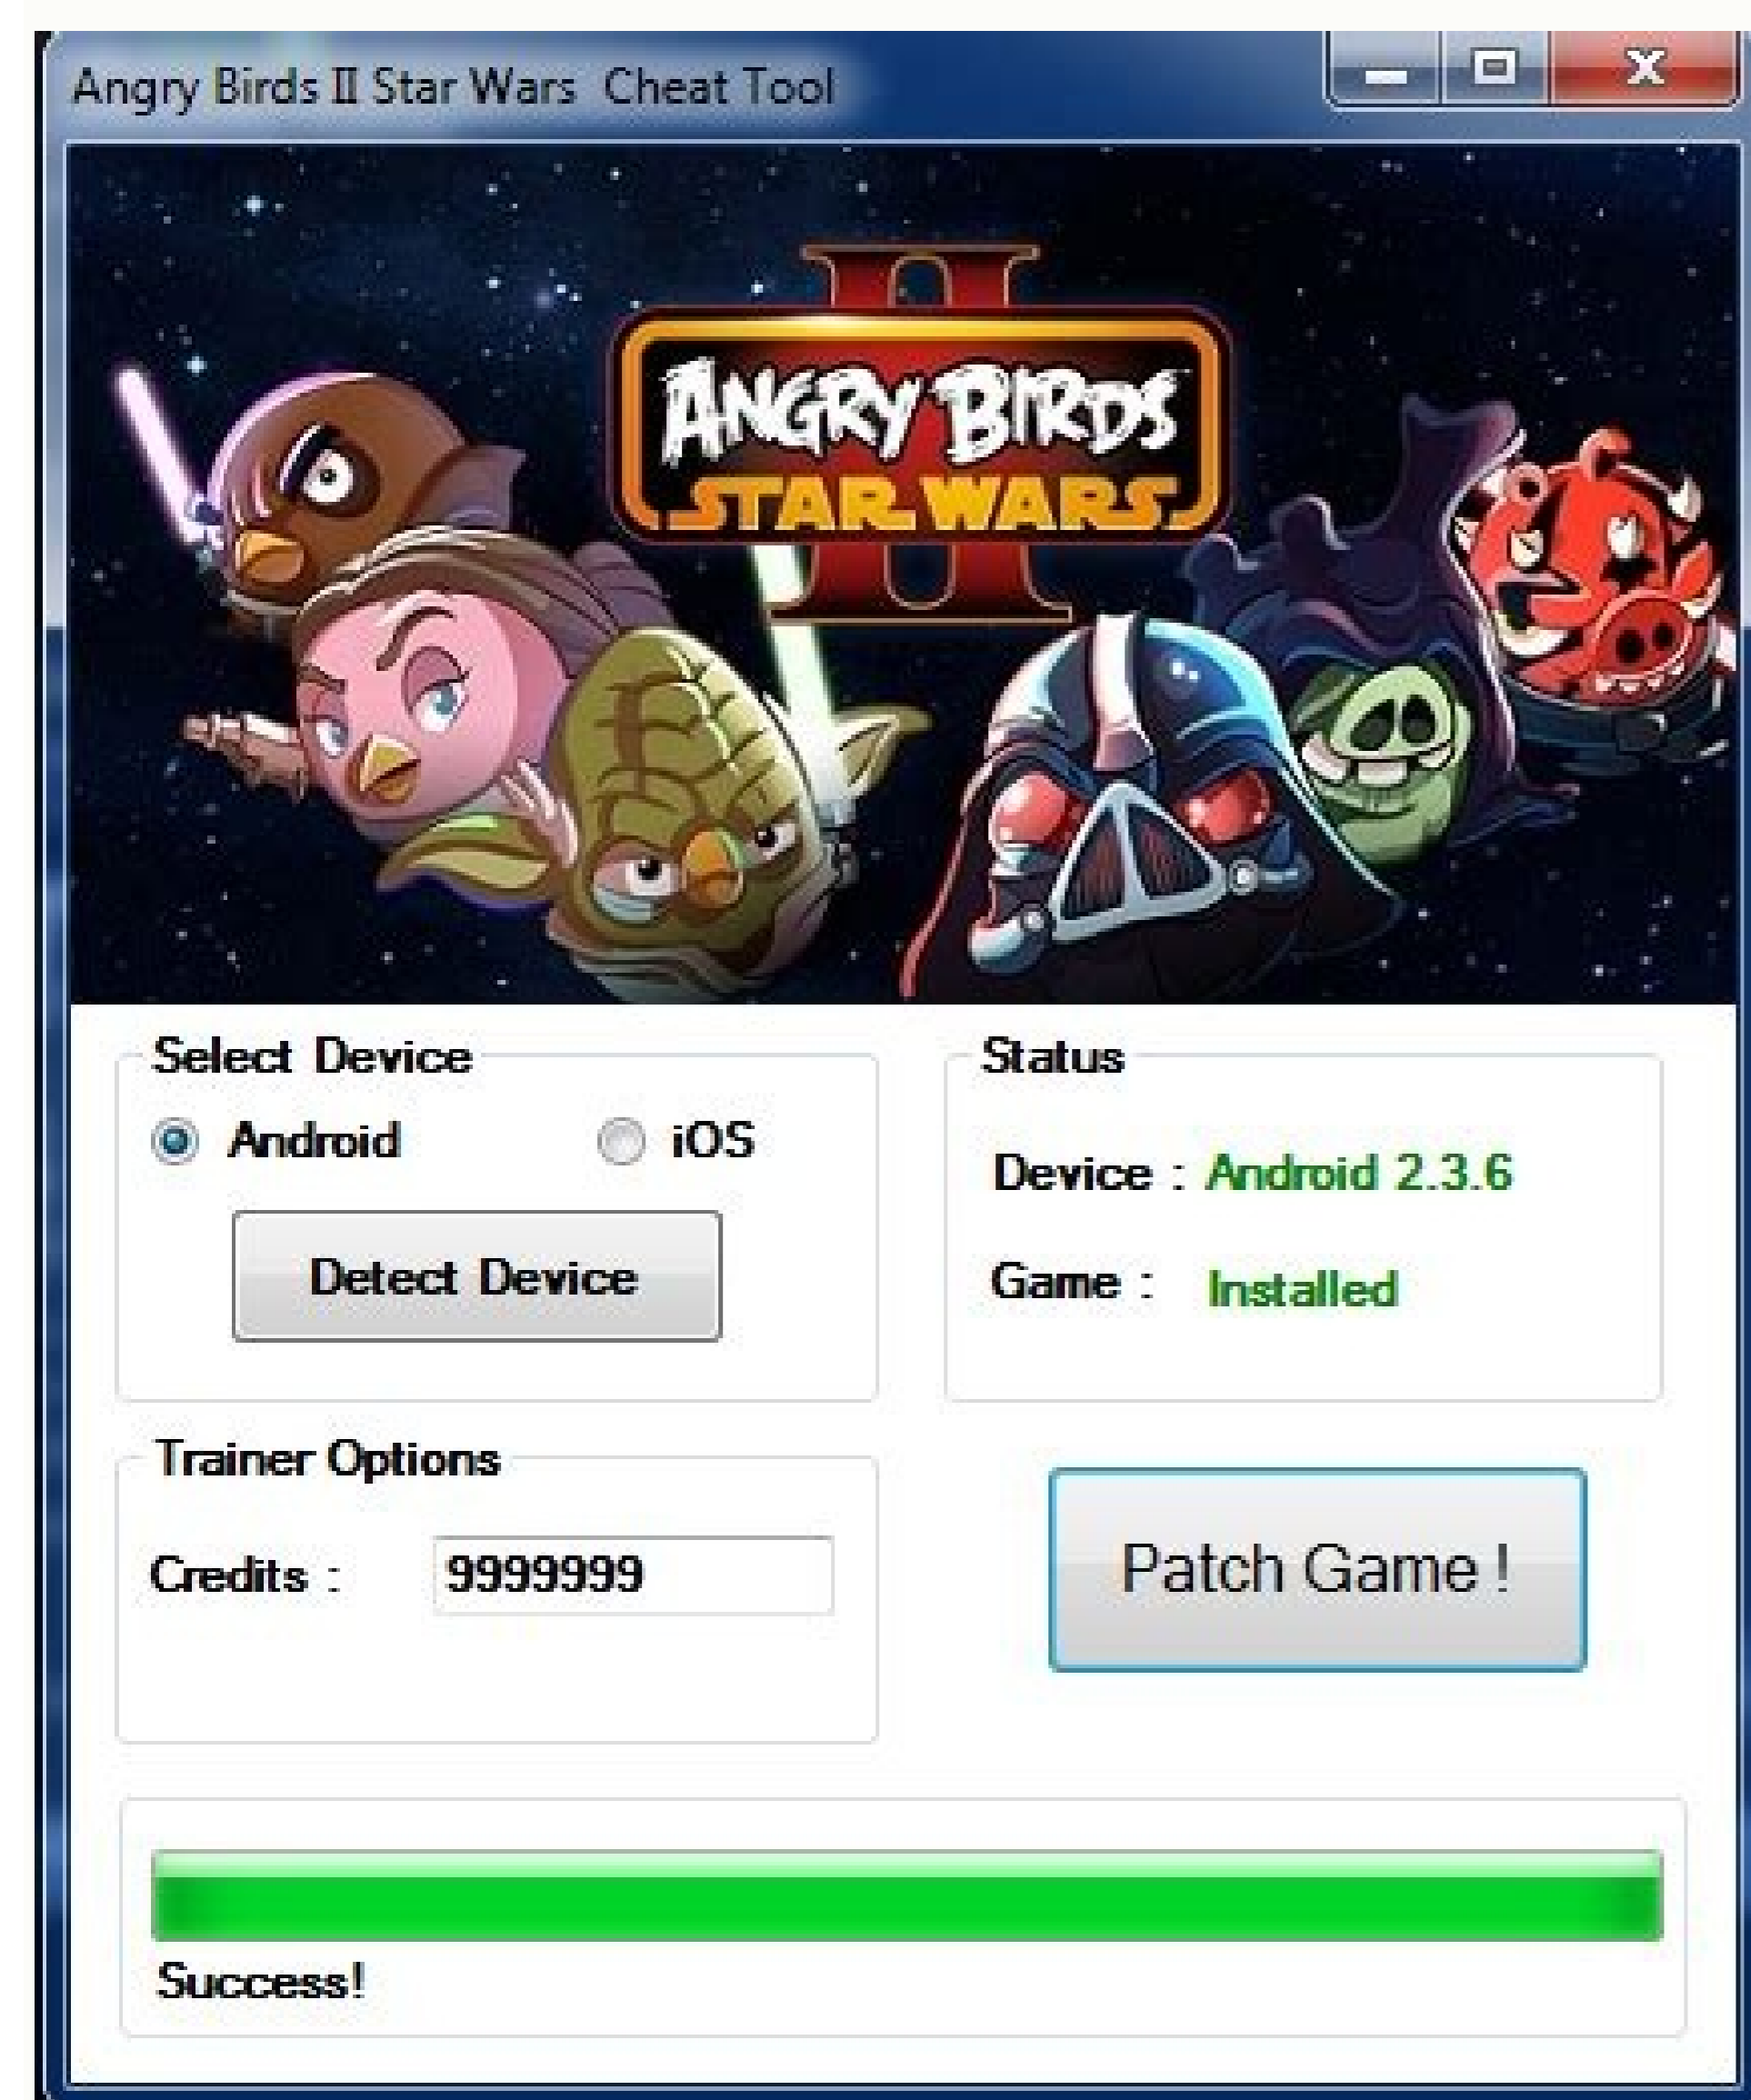 Angry Birds II Star Wars  Cheat Tool
II
ANGRY BIRDS
STAR WARS
Select Device
Android
iOS
Detect Device
Status
Device : Android 2.3.6
Game : Installed
Trainer Options
Credits : 9999999
Patch Game !
Success!